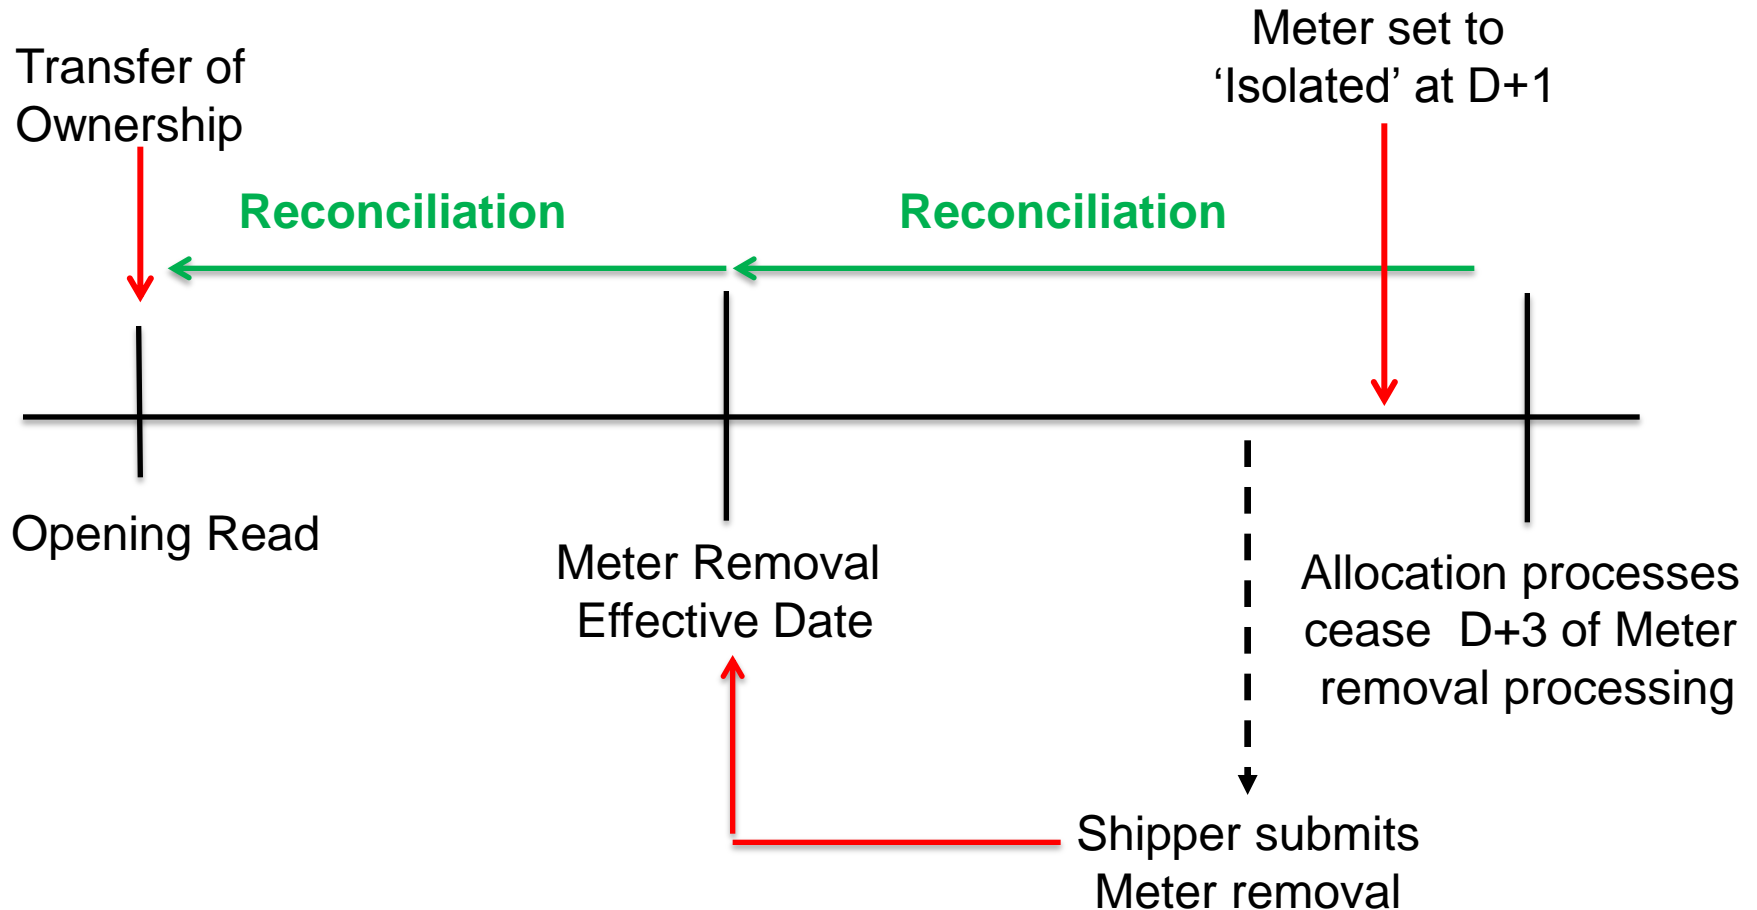 Transfer of
Ownership
Meter set to
‘Isolated’ at D+1
Reconciliation
Reconciliation
Opening Read
Meter Removal
Effective Date
Allocation processes
cease D+3 of Meter
removal processing
Shipper submits
Meter removal